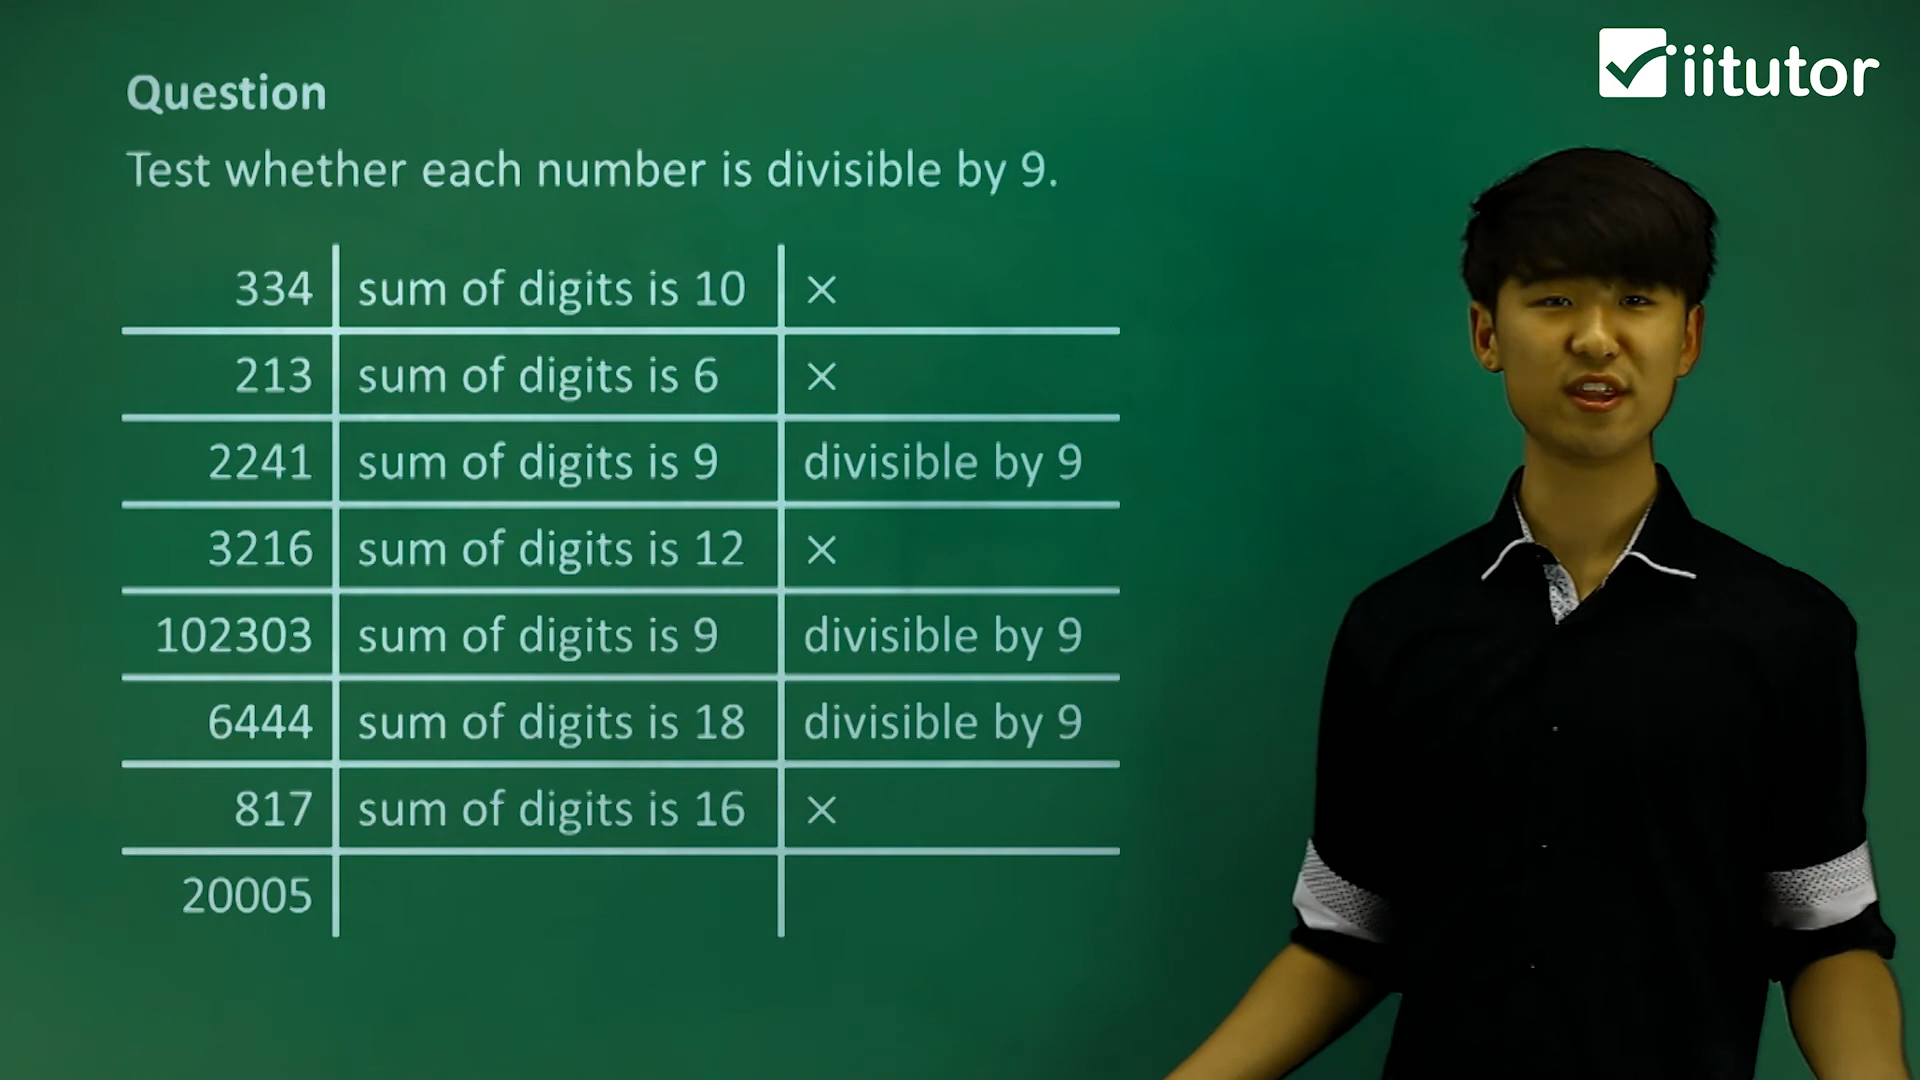 iitutor
Question
Test whether each number is divisible by 9.
334 sum of digits is 10 ×
213 sum of digits is 6 ×
2241 sum of digits is 9 divisible by 9
3216 sum of digits is 12 ×
102303 sum of digits is 9 divisible by 9
6444 sum of digits is 18 divisible by 9
817 sum of digits is 16 ×
20005